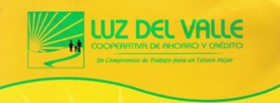 LUZ DEL VALLE
COOPERATIVA DE AHORRO Y CRÉDITO
Un Compromiso de Trabajo para un Futuro Mejor